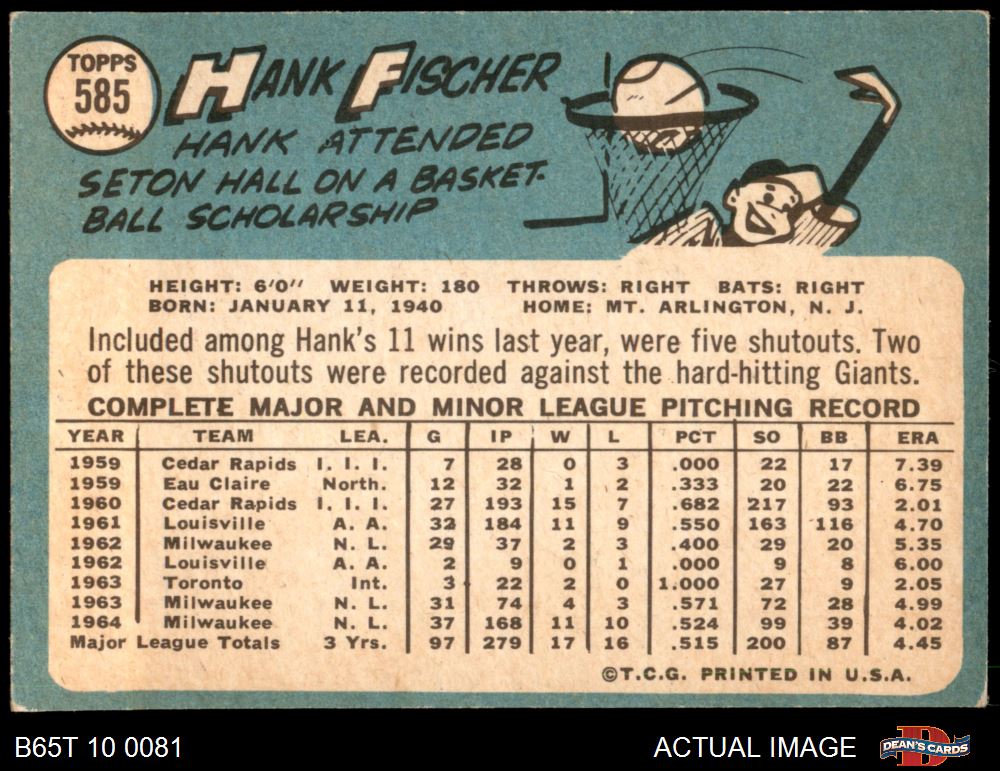 TOPPS
585
HANK FISCHER
HANK ATTENDED
SETON HALL ON A BASKET-
BALL SCHOLARSHIP
HEIGHT: 6'0" WEIGHT: 180 THROWS: RIGHT BATS: RIGHT
BORN: JANUARY 11, 1940 HOME: MT. ARLINGTON, N. J.
Included among Hank's 11 wins last year, were five shutouts. Two
of these shutouts were recorded against the hard-hitting Giants.
COMPLETE MAJOR AND MINOR LEAGUE PITCHING RECORD
YEAR TEAM LEA. G IP W L PCT SO BB ERA
1959 Cedar Rapids I. I. I. 7 28 0 3 .000 22 17 7.39
1959 Eau Claire North. 12 32 1 2 .333 20 22 6.75
1960 Cedar Rapids I. I. I. 27 193 15 7 .682 217 93 2.01
1961 Louisville A. A. 32 184 11 9 .550 163 116 4.70
1962 Milwaukee N. L. 29 37 2 3 .400 29 20 5.35
1962 Louisville A. A. 2 9 0 1 .000 9 8 6.00
1963 Toronto Int. 3 22 2 0 1.000 27 9 2.05
1963 Milwaukee N. L. 31 74 4 3 .571 72 28 4.99
1964 Milwaukee N. L. 37 168 11 10 .524 99 39 4.02
Major League Totals 3 Yrs. 97 279 17 16 .515 200 87 4.45
©T.C.G. PRINTED IN U.S.A.
B65T 10 0081 ACTUAL IMAGE D DEAN'S CARDS